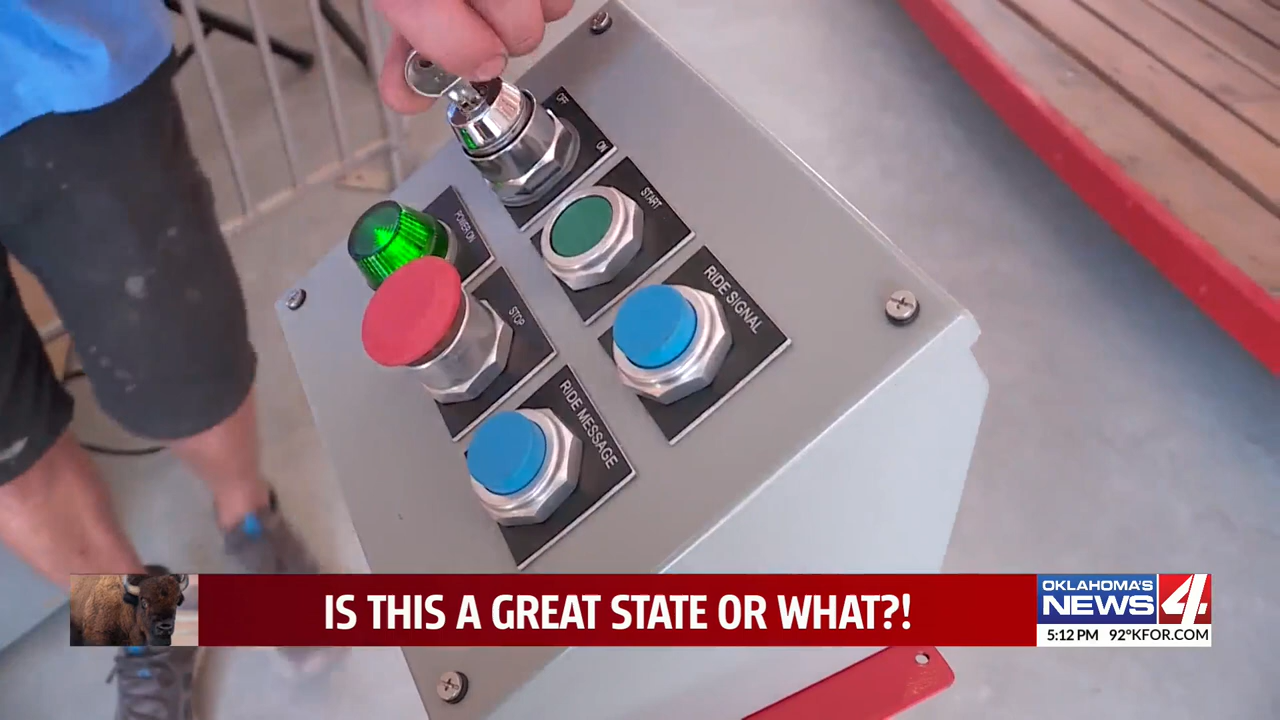 OFF
ON
POWER ON
START
STOP
RIDE SIGNAL
RIDE MESSAGE
IS THIS A GREAT STATE OR WHAT?!
OKLAHOMA'S
NEWS 4
5:12 PM 92° KFOR.COM